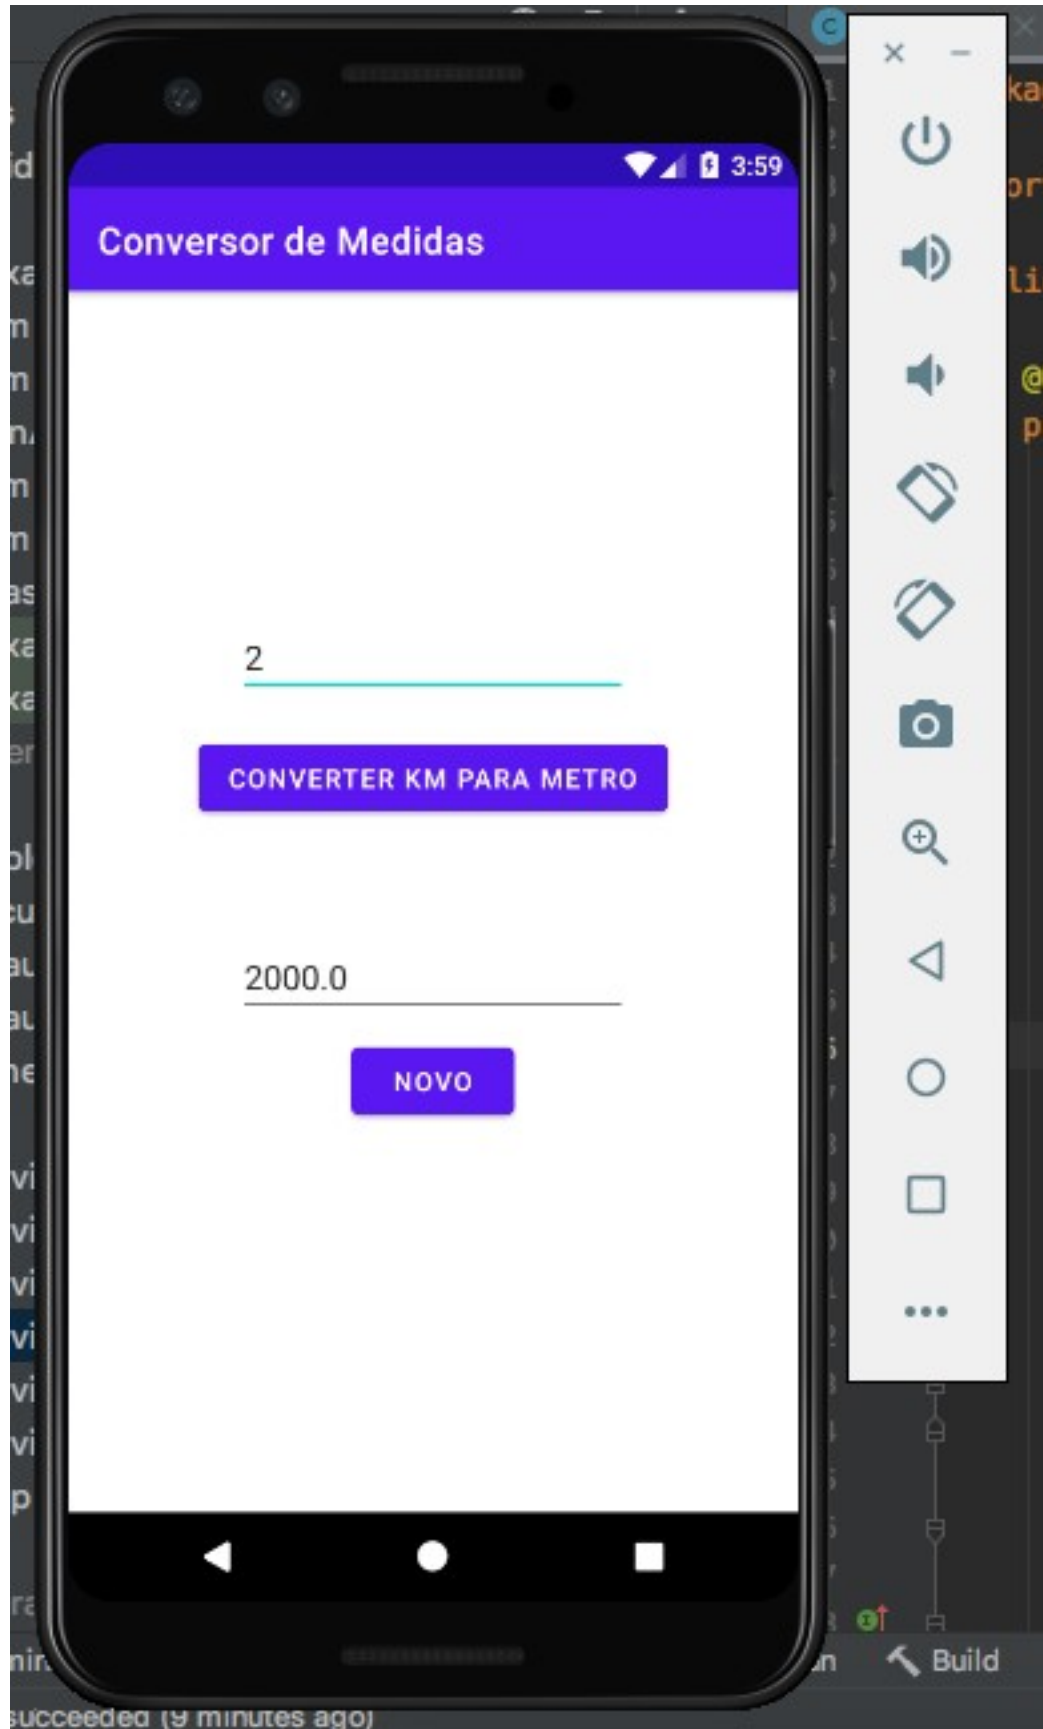 3:59
Conversor de Medidas
2
CONVERTER KM PARA METRO
2000.0
NOVO
Build
succeeded (9 minutes ago)